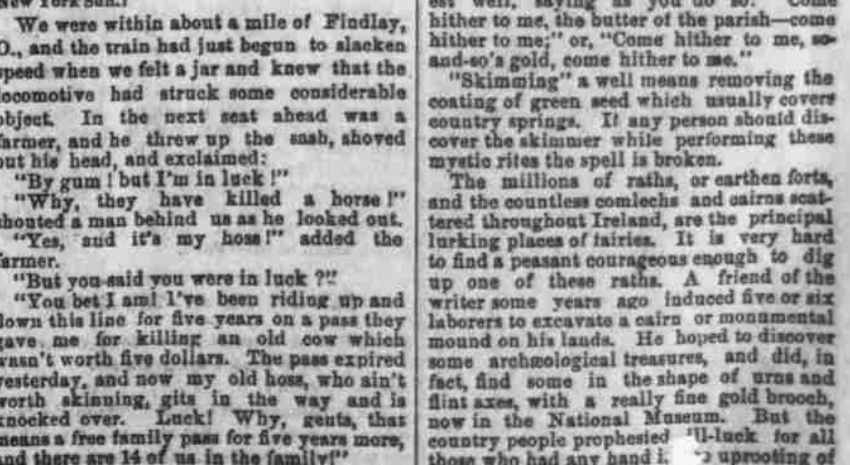 New York Sun.]
We were within about a mile of Findlay,
O., and the train had just begun to slacken
speed when we felt a jar and knew that the
locomotive had struck some considerable
object. In the next seat ahead was a
farmer, and he threw up the sash, shoved
out his head, and exclaimed:
"By gum ! but I'm in luck !"
"Why, they have killed a horse !"
shouted a man behind us as he looked out.
"Yes, and it's my hoss!" added the
farmer.
"But you said you were in luck ?"
"You bet I am! I've been riding up and
down this line for five years on a pass they
gave me for killing an old cow which
wasn't worth five dollars. The pass expired
yesterday, and now my old hoss, who ain't
worth skinning, gits in the way and is
knocked over. Luck! Why, gents, that
means a free family pass for five years more,
and there are 14 of us in the family!"
est well, saying as you do so: "Come
hither to me, the butter of the parish—come
hither to me;" or, "Come hither to me, so-
and-so's gold, come hither to me."
"Skimming" a well means removing the
coating of green seed which usually covers
country springs. If any person should dis-
cover the skimmer while performing these
mystic rites the spell is broken.
The millions of raths, or earthen forts,
and the countless comlechs and cairns scat-
tered throughout Ireland, are the principal
lurking places of fairies. It is very hard
to find a peasant courageous enough to dig
up one of these raths. A friend of the
writer some years ago induced five or six
laborers to excavate a cairn or monumental
mound on his lands. He hoped to discover
some archæological treasures, and did, in
fact, find some in the shape of urns and
flint axes, with a really fine gold brooch,
now in the National Museum. But the
country people prophesied 'll-luck for all
those who had any hand i. uprooting of